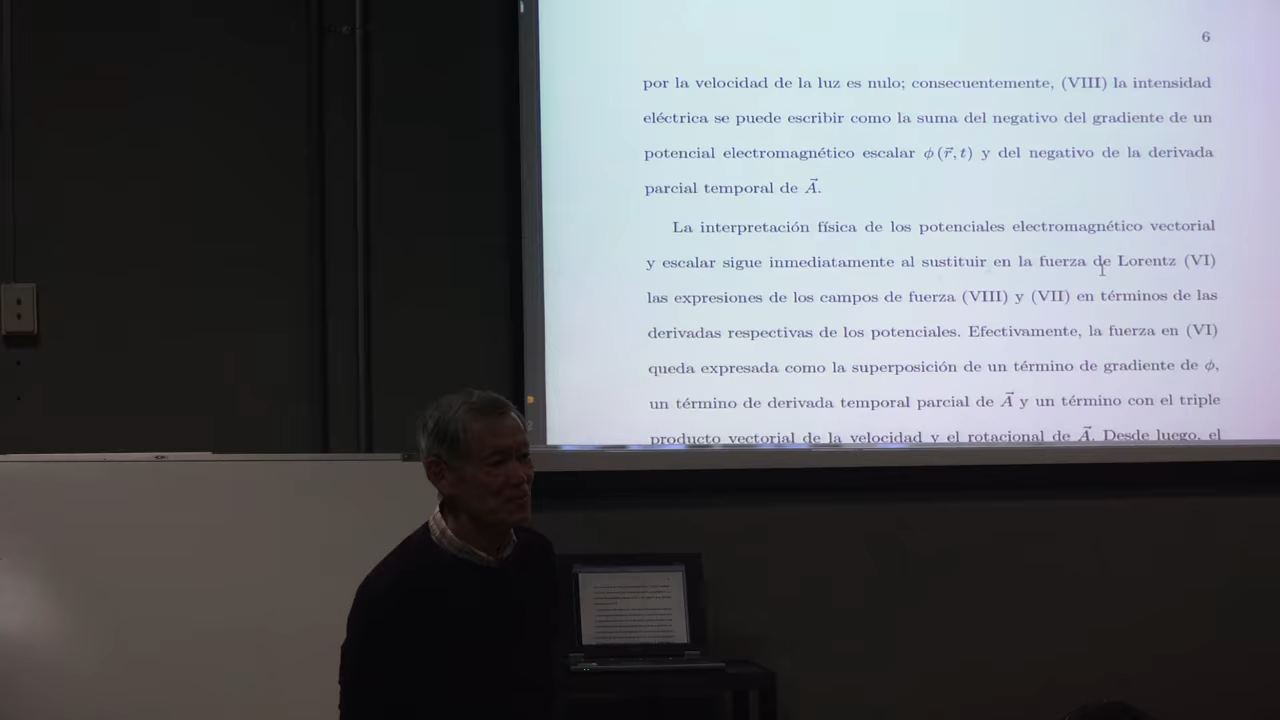 6
por la velocidad de la luz es nulo; consecuentemente, (VIII) la intensidad
eléctrica se puede escribir como la suma del negativo del gradiente de un
potencial electromagnético escalar ϕ(r⃗, t) y del negativo de la derivada
parcial temporal de A⃗.
La interpretación física de los potenciales electromagnético vectorial
y escalar sigue inmediatamente al sustituir en la fuerza de Lorentz (VI)
las expresiones de los campos de fuerza (VIII) y (VII) en términos de las
derivadas respectivas de los potenciales. Efectivamente, la fuerza en (VI)
queda expresada como la superposición de un término de gradiente de ϕ,
un término de derivada temporal parcial de A⃗ y un término con el triple
producto vectorial de la velocidad y el rotacional de A⃗. Desde luego, el